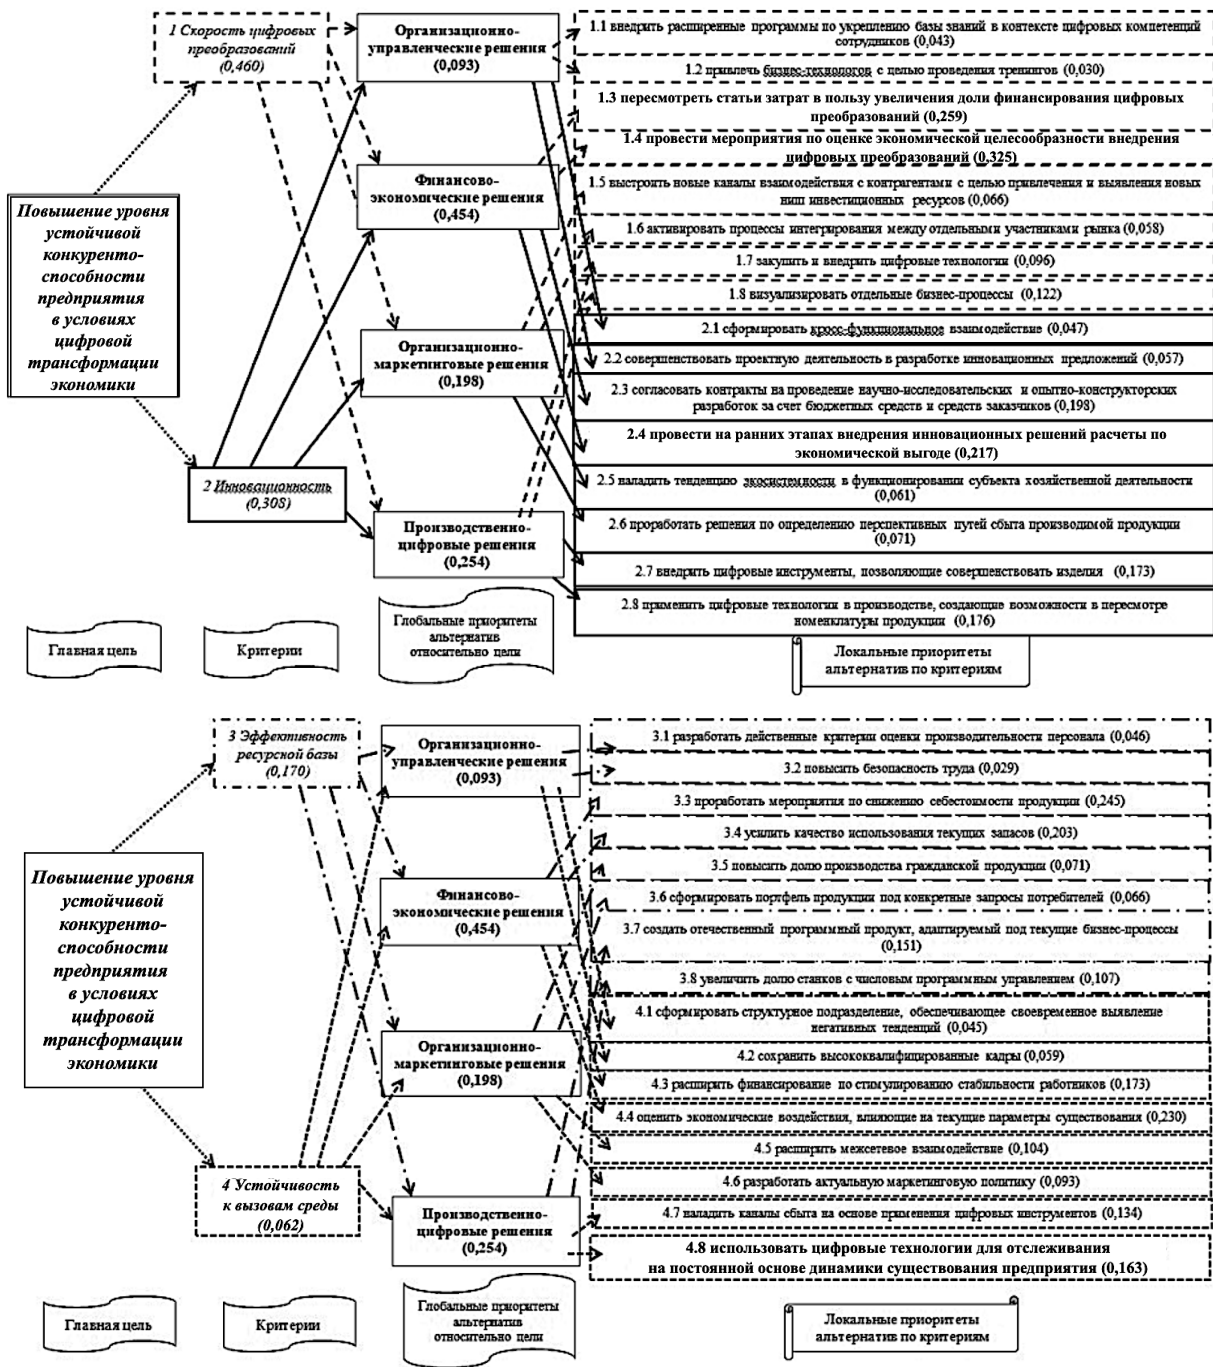 1 Скорость цифровых
преобразований
(0,460)
Организационно-
управленческие решения
(0,093)
1.1 внедрить расширенные программы по укреплению базы знаний в контексте цифровых компетенций
сотрудников (0,043)
1.2 привлечь бизнес-технологов с целью проведения тренингов (0,030)
1.3 пересмотреть статьи затрат в пользу увеличения доли финансирования цифровых
преобразований (0,259)
1.4 провести мероприятия по оценке экономической целесообразности внедрения
цифровых преобразований (0,325)
Финансово-
экономические решения
(0,454)
1.5 выстроить новые каналы взаимодействия с контрагентами с целью привлечения и выявления новых
ниш инвестиционных ресурсов (0,066)
1.6 активировать процессы интегрирования между отдельными участниками рынка (0,058)
1.7 закупить и внедрить цифровые технологии (0,096)
1.8 визуализировать отдельные бизнес-процессы (0,122)
Повышение уровня
устойчивой
конкуренто-
способности
предприятия
в условиях
цифровой
трансформации
экономики
Организационно-
маркетинговые решения
(0,198)
2.1 сформировать кросс-функциональное взаимодействие (0,047)
2.2 совершенствовать проектную деятельность в разработке инновационных предложений (0,057)
2.3 согласовать контракты на проведение научно-исследовательских и опытно-конструкторских
разработок за счет бюджетных средств и средств заказчиков (0,198)
2.4 провести на ранних этапах внедрения инновационных решений расчеты по
экономической выгоде (0,217)
2 Инновационность
(0,308)
2.5 наладить тенденцию экосистемности в функционировании субъекта хозяйственной деятельности
(0,061)
Производственно-
цифровые решения
(0,254)
2.6 проработать решения по определению перспективных путей сбыта производимой продукции
(0,071)
2.7 внедрить цифровые инструменты, позволяющие совершенствовать изделия (0,173)
2.8 применить цифровые технологии в производстве, создающие возможности в пересмотре
номенклатуры продукции (0,176)
Главная цель
Критерии
Глобальные приоритеты
альтернатив
относительно цели
Локальные приоритеты
альтернатив по критериям
3 Эффективность
ресурсной базы
(0,170)
Организационно-
управленческие решения
(0,093)
3.1 разработать действенные критерии оценки производительности персонала (0,046)
3.2 повысить безопасность труда (0,029)
3.3 проработать мероприятия по снижению себестоимости продукции (0,245)
3.4 усилить качество использования текущих запасов (0,203)
3.5 повысить долю производства гражданской продукции (0,071)
Финансово-
экономические решения
(0,454)
3.6 сформировать портфель продукции под конкретные запросы потребителей (0,066)
3.7 создать отечественный программный продукт, адаптируемый под текущие бизнес-процессы
(0,151)
3.8 увеличить долю станков с числовым программным управлением (0,107)
Повышение уровня
устойчивой
конкуренто-
способности
предприятия
в условиях
цифровой
трансформации
экономики
4.1 сформировать структурное подразделение, обеспечивающее своевременное выявление
негативных тенденций (0,045)
Организационно-
маркетинговые решения
(0,198)
4.2 сохранить высококвалифицированные кадры (0,059)
4.3 расширить финансирование по стимулированию стабильности работников (0,173)
4.4 оценить экономические воздействия, влияющие на текущие параметры существования (0,230)
4.5 расширить межсетевое взаимодействие (0,104)
4 Устойчивость
к вызовам среды
(0,062)
4.6 разработать актуальную маркетинговую политику (0,093)
Производственно-
цифровые решения
(0,254)
4.7 наладить каналы сбыта на основе применения цифровых инструментов (0,134)
4.8 использовать цифровые технологии для отслеживания
на постоянной основе динамики существования предприятия (0,163)
Главная цель
Критерии
Глобальные приоритеты
альтернатив
относительно цели
Локальные приоритеты
альтернатив по критериям